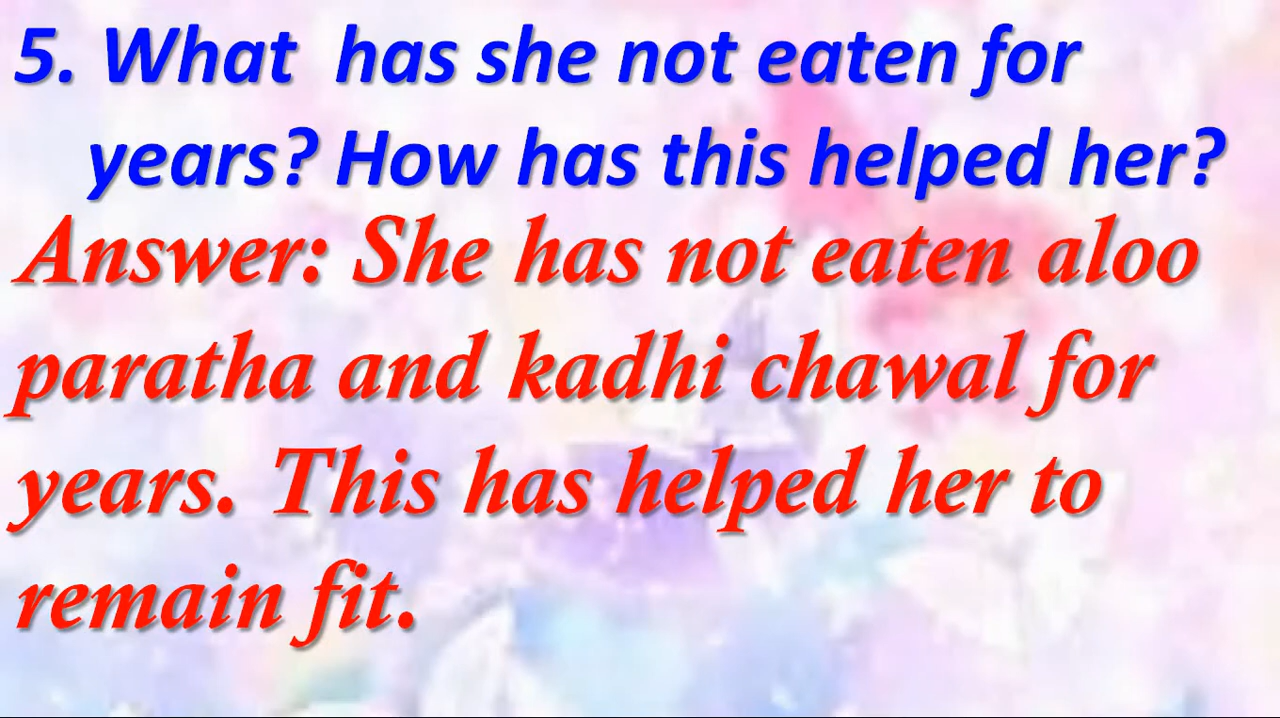 5. What has she not eaten for
years? How has this helped her?
Answer: She has not eaten aloo
paratha and kadhi chawal for
years. This has helped her to
remain fit.